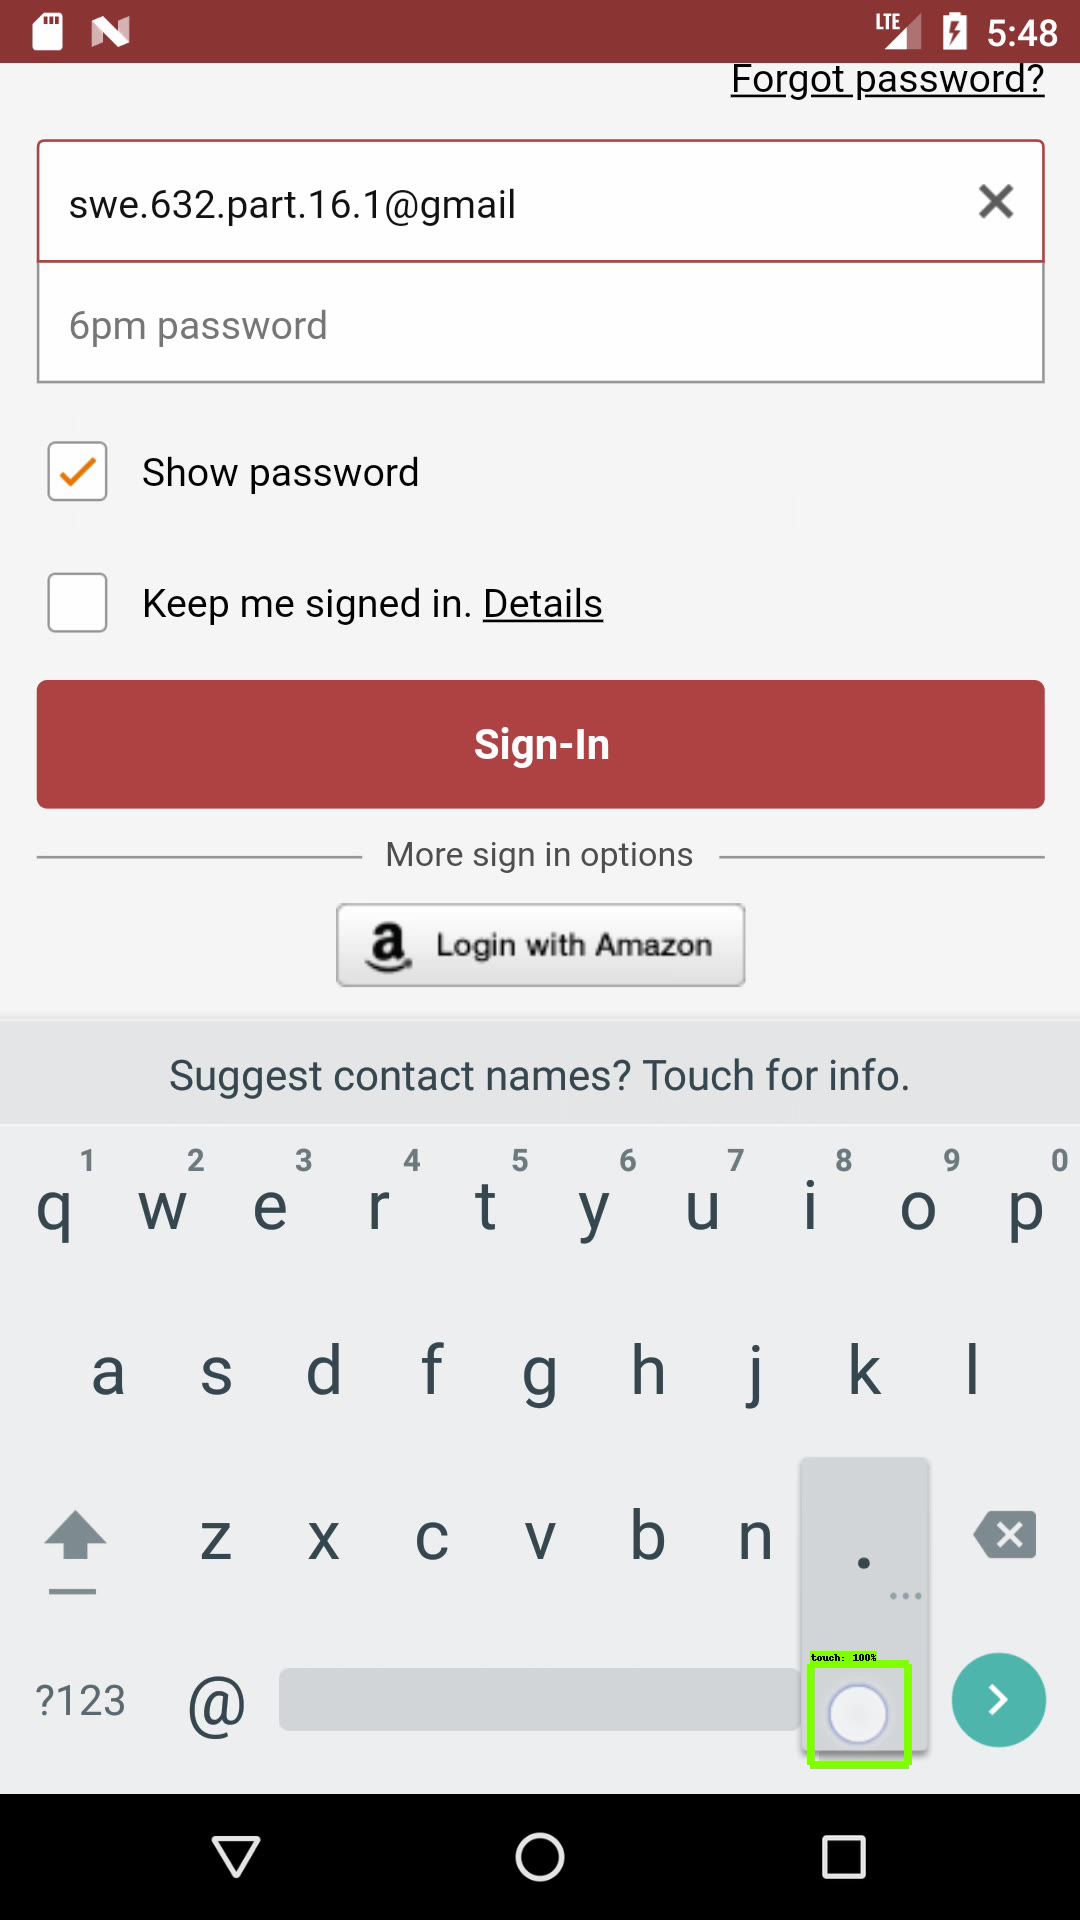 LTE 5:48
Forgot password?
swe.632.part.16.1@gmail
6pm password
Show password
Keep me signed in. Details
Sign-In
More sign in options
a Login with Amazon
Suggest contact names? Touch for info.
1 2 3 4 5 6 7 8 9 0
q w e r t y u i o p
a s d f g h j k l
z x c v b n .
touch: 100%
?123 @